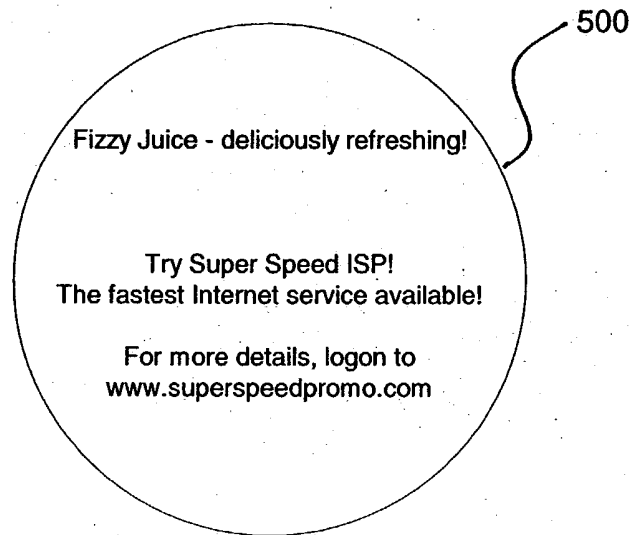 500
Fizzy Juice - deliciously refreshing!
Try Super Speed ISP!
The fastest Internet service available!
For more details, logon to
www.superspeedpromo.com